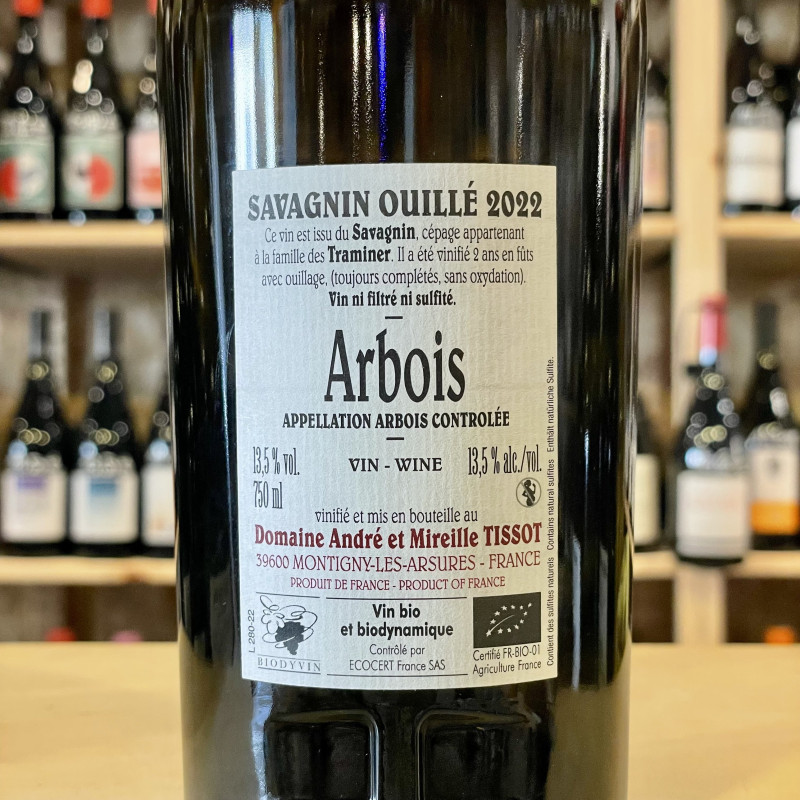 SAVAGNIN OUILLÉ 2022
Ce vin est issu du Savagnin, cépage appartenant
à la famille des Traminer. Il a été vinifié 2 ans en fûts
avec ouillage, (toujours complétés, sans oxydation).
Vin ni filtré ni sulfité.
Arbois
APPELLATION ARBOIS CONTROLÉE
13,5 % vol.
750 ml
VIN - WINE
13,5 % alc./vol.
vinifié et mis en bouteille au
Domaine André et Mireille TISSOT
39600 MONTIGNY-LES-ARSURES - FRANCE
PRODUIT DE FRANCE - PRODUCT OF FRANCE
L 280-22
BIODYVIN
Vin bio
et biodynamique
Contrôlé par
ECOCERT France SAS
Certifié FR-BIO-01
Agriculture France
Contient des sulfites naturels Contains natural sulfites Enthält natürliche Sulfite.